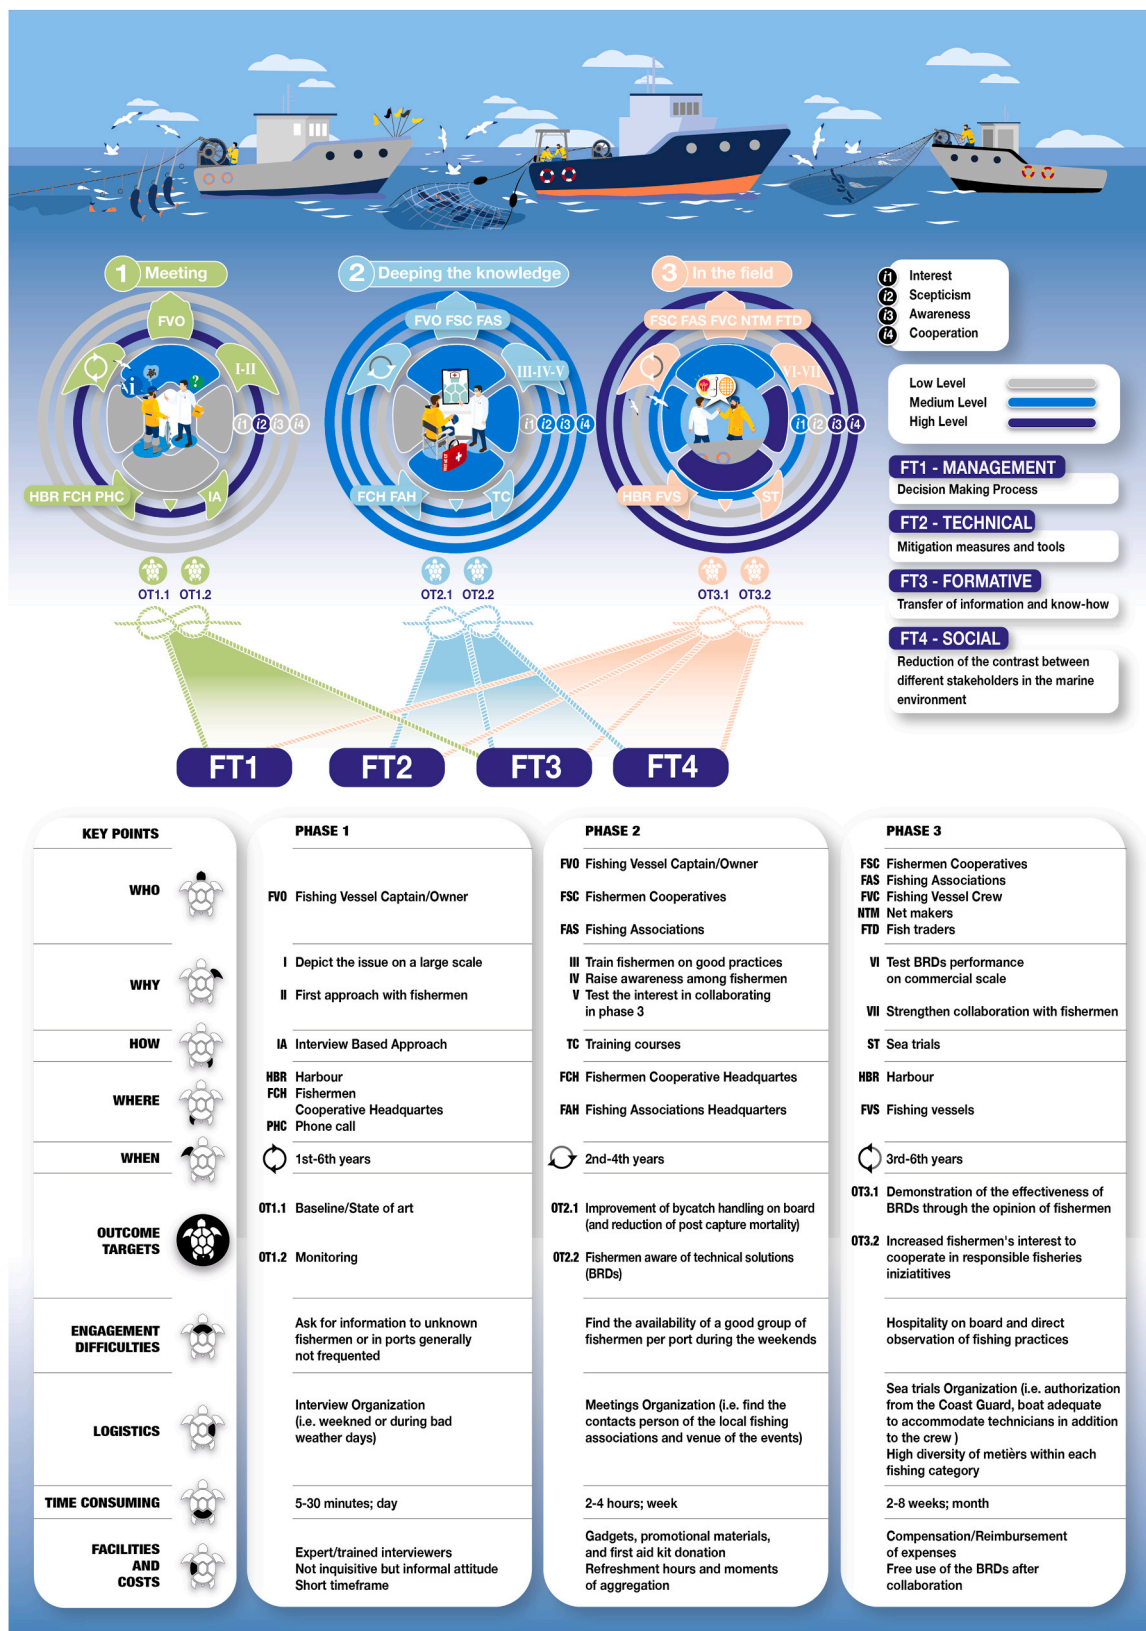 1 Meeting
2 Deeping the knowledge
3 In the field
FVO
I-II
i1 i2 i3 i4
HBR FCH PHC
IA
FVO FSC FAS
III-IV-V
i1 i2 i3 i4
FCH FAH
TC
FSC FAS FVC NTM FTD
VI-VII
i1 i2 i3 i4
HBR FVS
ST
i1 Interest
i2 Scepticism
i3 Awareness
i4 Cooperation
Low Level
Medium Level
High Level
FT1 - MANAGEMENT
Decision Making Process
FT2 - TECHNICAL
Mitigation measures and tools
FT3 - FORMATIVE
Transfer of information and know-how
FT4 - SOCIAL
Reduction of the contrast between
different stakeholders in the marine
environment
OT1.1 OT1.2
OT2.1 OT2.2
OT3.1 OT3.2
FT1
FT2
FT3
FT4
KEY POINTS
PHASE 1
PHASE 2
PHASE 3
WHO
FVO Fishing Vessel Captain/Owner
FVO Fishing Vessel Captain/Owner
FSC Fishermen Cooperatives
FAS Fishing Associations
FSC Fishermen Cooperatives
FAS Fishing Associations
FVC Fishing Vessel Crew
NTM Net makers
FTD Fish traders
WHY
I Depict the issue on a large scale
II First approach with fishermen
III Train fishermen on good practices
IV Raise awareness among fishermen
V Test the interest in collaborating
in phase 3
VI Test BRDs performance
on commercial scale
VII Strengthen collaboration with fishermen
HOW
IA Interview Based Approach
TC Training courses
ST Sea trials
WHERE
HBR Harbour
FCH Fishermen
Cooperative Headquartes
PHC Phone call
FCH Fishermen Cooperative Headquartes
FAH Fishing Associations Headquarters
HBR Harbour
FVS Fishing vessels
WHEN
1st-6th years
2nd-4th years
3rd-6th years
OUTCOME
TARGETS
OT1.1 Baseline/State of art
OT1.2 Monitoring
OT2.1 Improvement of bycatch handling on board
(and reduction of post capture mortality)
OT2.2 Fishermen aware of technical solutions
(BRDs)
OT3.1 Demonstration of the effectiveness of
BRDs through the opinion of fishermen
OT3.2 Increased fishermen's interest to
cooperate in responsible fisheries
iniziatitives
ENGAGEMENT
DIFFICULTIES
Ask for information to unknown
fishermen or in ports generally
not frequented
Find the availability of a good group of
fishermen per port during the weekends
Hospitality on board and direct
observation of fishing practices
LOGISTICS
Interview Organization
(i.e. weekned or during bad
weather days)
Meetings Organization (i.e. find the
contacts person of the local fishing
associations and venue of the events)
Sea trials Organization (i.e. authorization
from the Coast Guard, boat adequate
to accommodate technicians in addition
to the crew )
High diversity of metièrs within each
fishing category
TIME CONSUMING
5-30 minutes; day
2-4 hours; week
2-8 weeks; month
FACILITIES
AND
COSTS
Expert/trained interviewers
Not inquisitive but informal attitude
Short timeframe
Gadgets, promotional materials,
and first aid kit donation
Refreshment hours and moments
of aggregation
Compensation/Reimbursement
of expenses
Free use of the BRDs after
collaboration